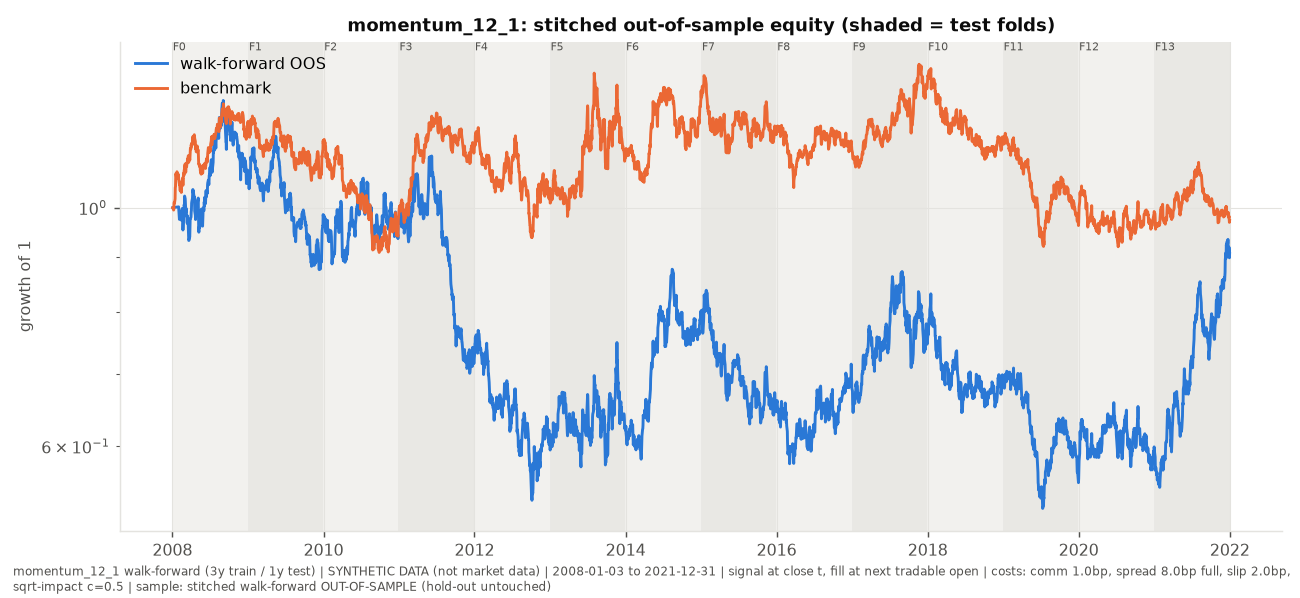 momentum_12_1: stitched out-of-sample equity (shaded = test folds)
F0 F1 F2 F3 F4 F5 F6 F7 F8 F9 F10 F11 F12 F13
walk-forward OOS
benchmark
growth of 1
10⁰
6 × 10⁻¹
2008 2010 2012 2014 2016 2018 2020 2022
momentum_12_1 walk-forward (3y train / 1y test) | SYNTHETIC DATA (not market data) | 2008-01-03 to 2021-12-31 | signal at close t, fill at next tradable open | costs: comm 1.0bp, spread 8.0bp full, slip 2.0bp,
sqrt-impact c=0.5 | sample: stitched walk-forward OUT-OF-SAMPLE (hold-out untouched)